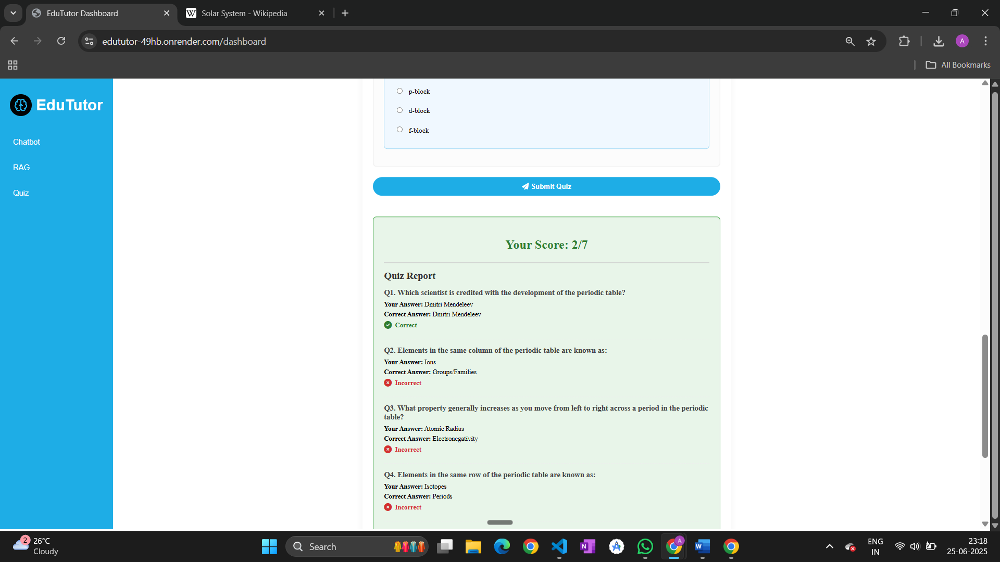 EduTutor Dashboard
W Solar System - Wikipedia
edututor-49hb.onrender.com/dashboard
A
All Bookmarks
EduTutor
Chatbot
RAG
Quiz
p-block
d-block
f-block
Submit Quiz
Your Score: 2/7
Quiz Report
Q1. Which scientist is credited with the development of the periodic table?
Your Answer: Dmitri Mendeleev
Correct Answer: Dmitri Mendeleev
Correct
Q2. Elements in the same column of the periodic table are known as:
Your Answer: Ions
Correct Answer: Groups/Families
Incorrect
Q3. What property generally increases as you move from left to right across a period in the periodic
table?
Your Answer: Atomic Radius
Correct Answer: Electronegativity
Incorrect
Q4. Elements in the same row of the periodic table are known as:
Your Answer: Isotopes
Correct Answer: Periods
Incorrect
2
26°C
Cloudy
Search
N
A
W
ENG
IN
23:18
25-06-2025